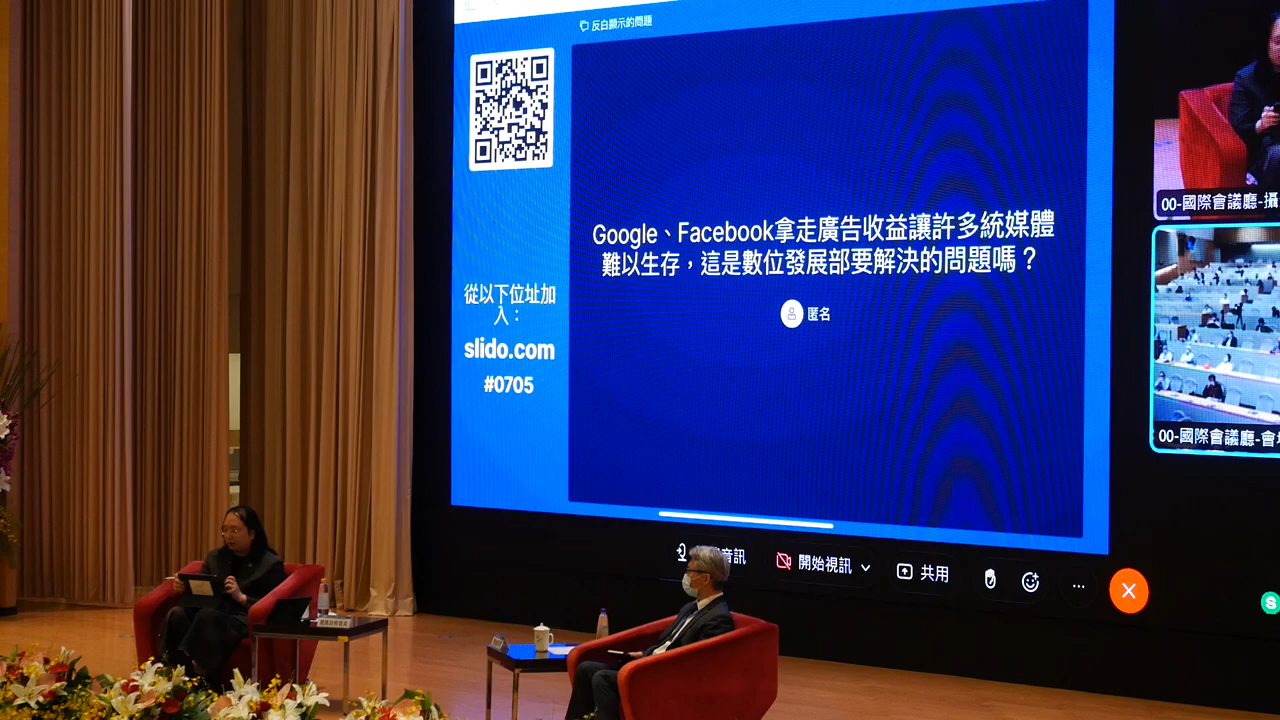 反白顯示的問題
Google、Facebook拿走廣告收益讓許多統媒體
難以生存，這是數位發展部要解決的問題嗎？
匿名
從以下位址加
入：
slido.com
#0705
00-國際會議廳-攝
00-國際會議廳-會
音訊
開始視訊
共用